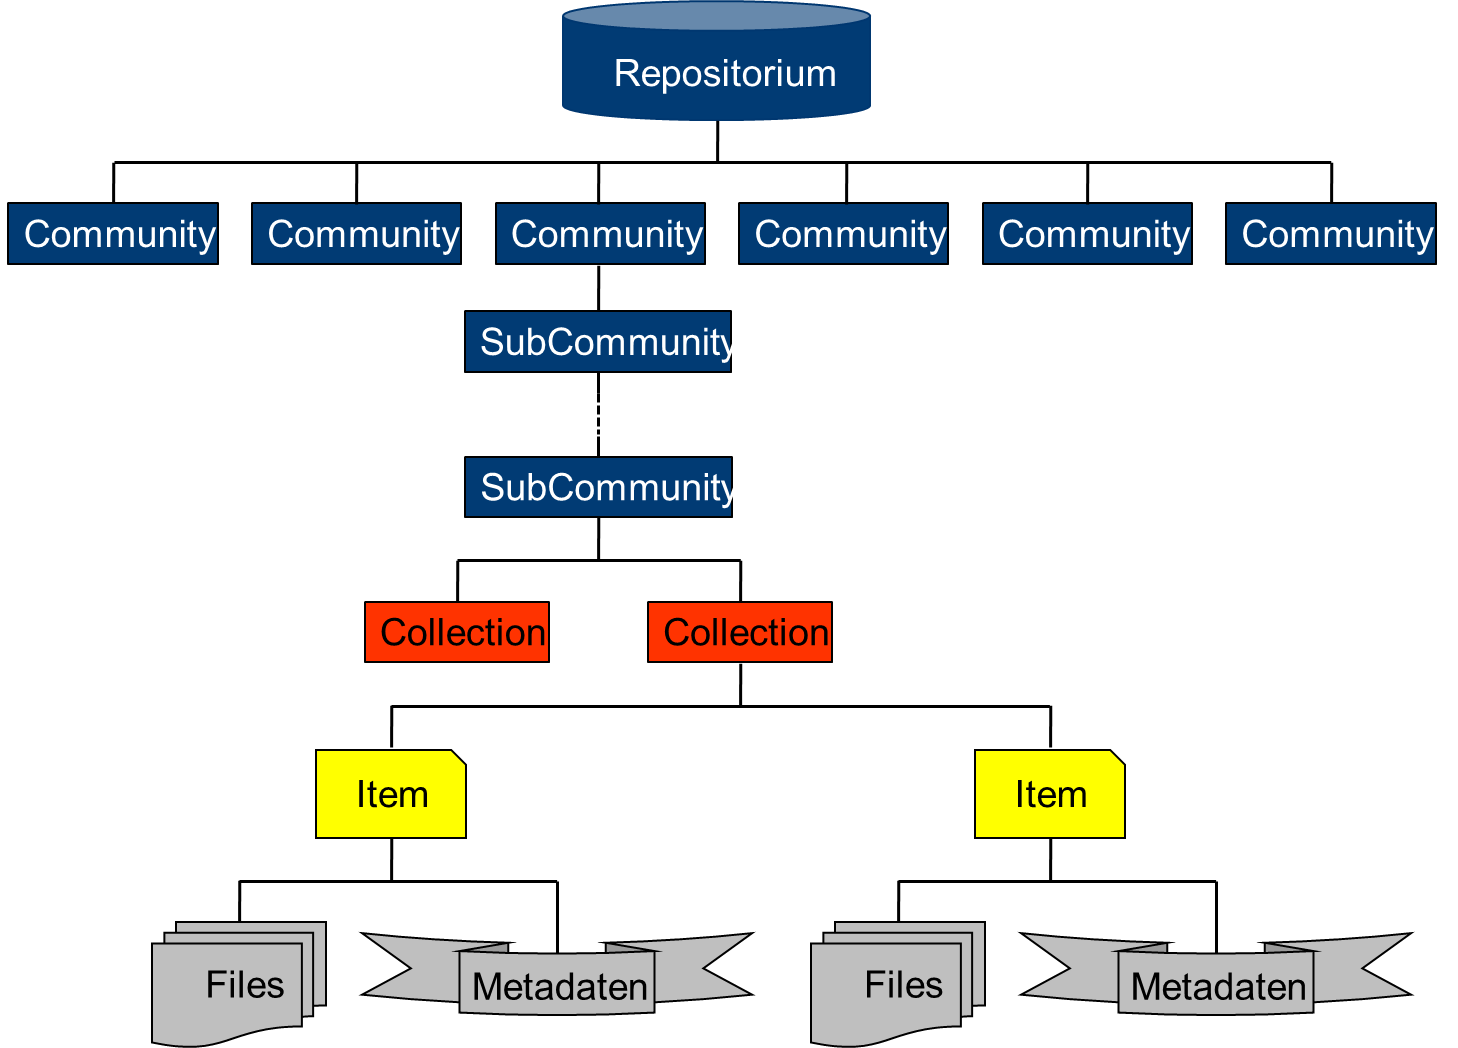 Repositorium
Community
Community
Community
Community
Community
Community
SubCommunity
SubCommunity
Collection
Collection
Item
Item
Files
Metadaten
Files
Metadaten